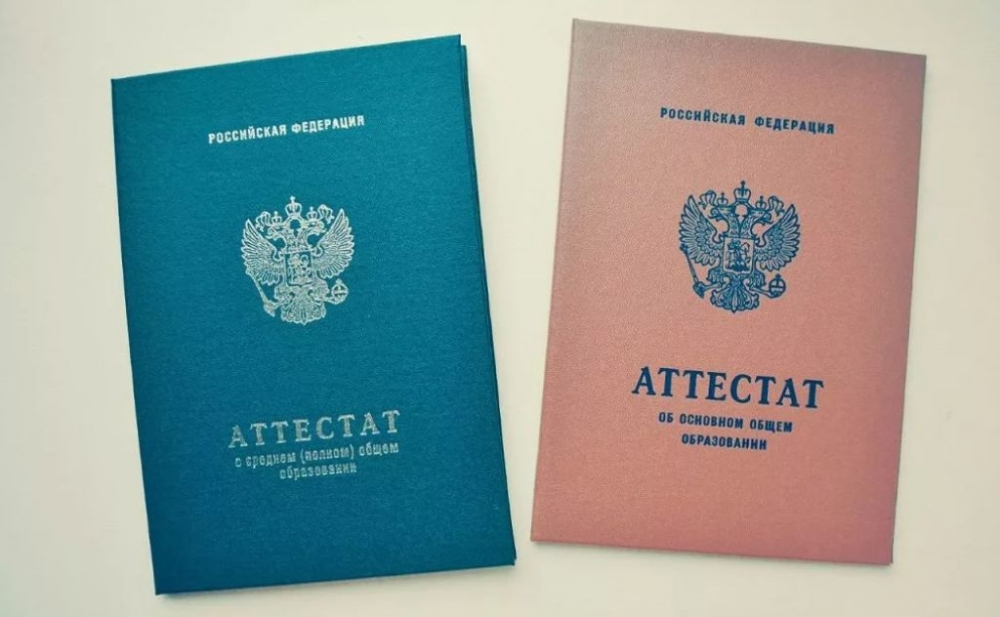 РОССИЙСКАЯ ФЕДЕРАЦИЯ
АТТЕСТАТ
о среднем (полном) общем
образовании
РОССИЙСКАЯ ФЕДЕРАЦИЯ
АТТЕСТАТ
ОБ ОСНОВНОМ ОБЩЕМ
ОБРАЗОВАНИИ